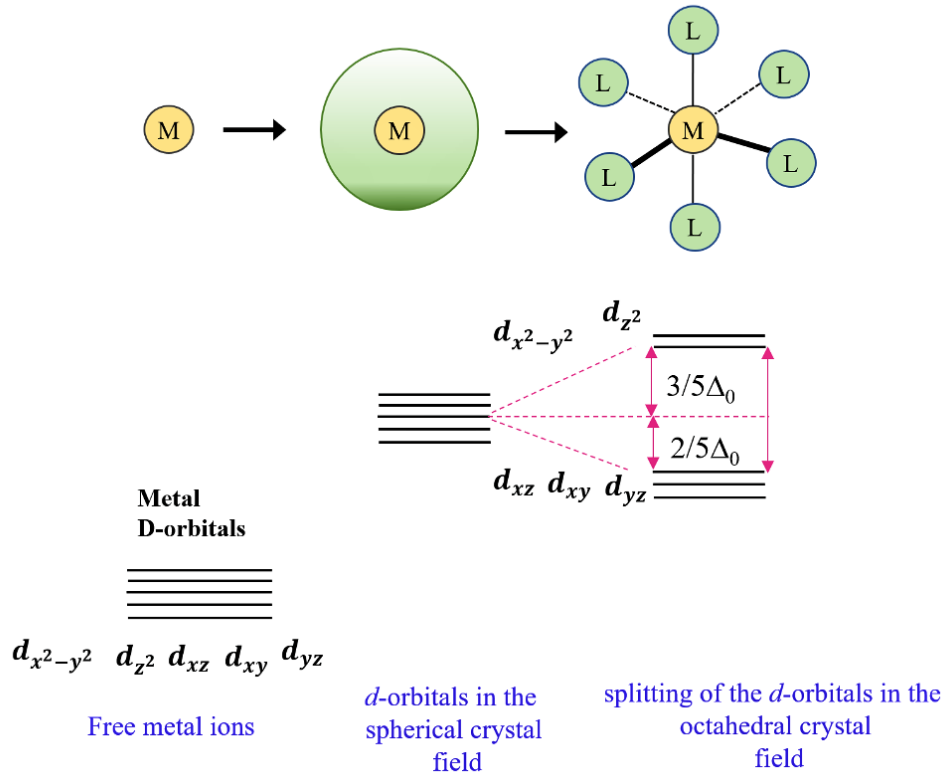 L
L
L
M
M
M
L
L
L
d_{x^2-y^2}
d_{z^2}
3/5Δ_0
2/5Δ_0
d_{xz} d_{xy} d_{yz}
Metal
D-orbitals
d_{x^2-y^2} d_{z^2} d_{xz} d_{xy} d_{yz}
Free metal ions
d-orbitals in the
spherical crystal
field
splitting of the d-orbitals in the
octahedral crystal
field